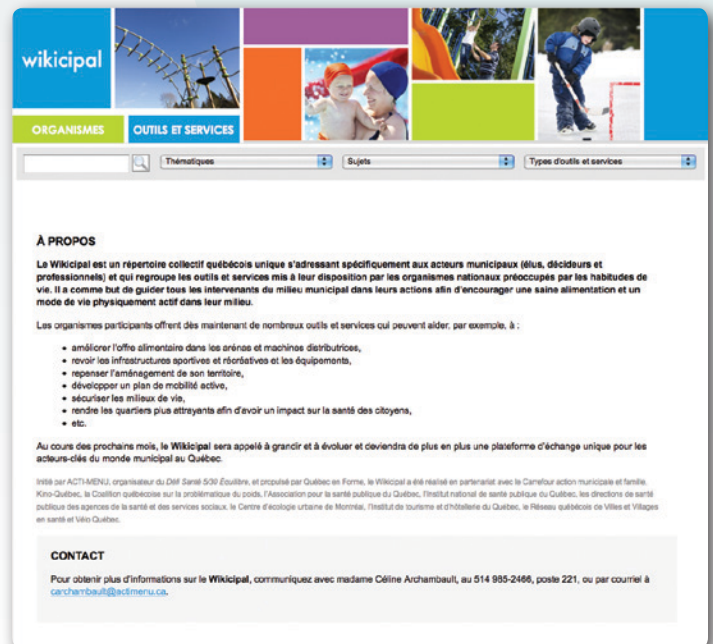 wikicipal
ORGANISMES
OUTILS ET SERVICES
Thématiques
Sujets
Types d'outils et services
À PROPOS
Le Wikicipal est un répertoire collectif québécois unique s'adressant spécifiquement aux acteurs municipaux (élus, décideurs et
professionnels) et qui regroupe les outils et services mis à leur disposition par les organismes nationaux préoccupés par les habitudes de
vie. Il a comme but de guider tous les intervenants du milieu municipal dans leurs actions afin d'encourager une saine alimentation et un
mode de vie physiquement actif dans leur milieu.
Les organismes participants offrent dès maintenant de nombreux outils et services qui peuvent aider, par exemple, à :
• améliorer l'offre alimentaire dans les arénas et machines distributrices,
• revoir les infrastructures sportives et récréatives et les équipements,
• repenser l'aménagement de son territoire,
• développer un plan de mobilité active,
• sécuriser les milieux de vie,
• rendre les quartiers plus attrayants afin d'avoir un impact sur la santé des citoyens,
• etc.
Au cours des prochains mois, le Wikicipal sera appelé à grandir et à évoluer et deviendra de plus en plus une plateforme d'échange unique pour les
acteurs-clés du monde municipal au Québec.
Initié par ACTI-MENU, organisateur du Défi Santé 5/30 Équilibre, et propulsé par Québec en Forme, le Wikicipal a été réalisé en partenariat avec le Carrefour action municipale et famille,
Kino-Québec, la Coalition québécoise sur la problématique du poids, l'Association pour la santé publique du Québec, l'Institut national de santé publique du Québec, les directions de santé
publique des agences de la santé et des services sociaux, le Centre d'écologie urbaine de Montréal, l'Institut de tourisme et d'hôtellerie du Québec, le Réseau québécois de Villes et Villages
en santé et Vélo Québec.
CONTACT
Pour obtenir plus d'informations sur le Wikicipal, communiquez avec madame Céline Archambault, au 514 985-2466, poste 221, ou par courriel à
carchambault@actimenu.ca.